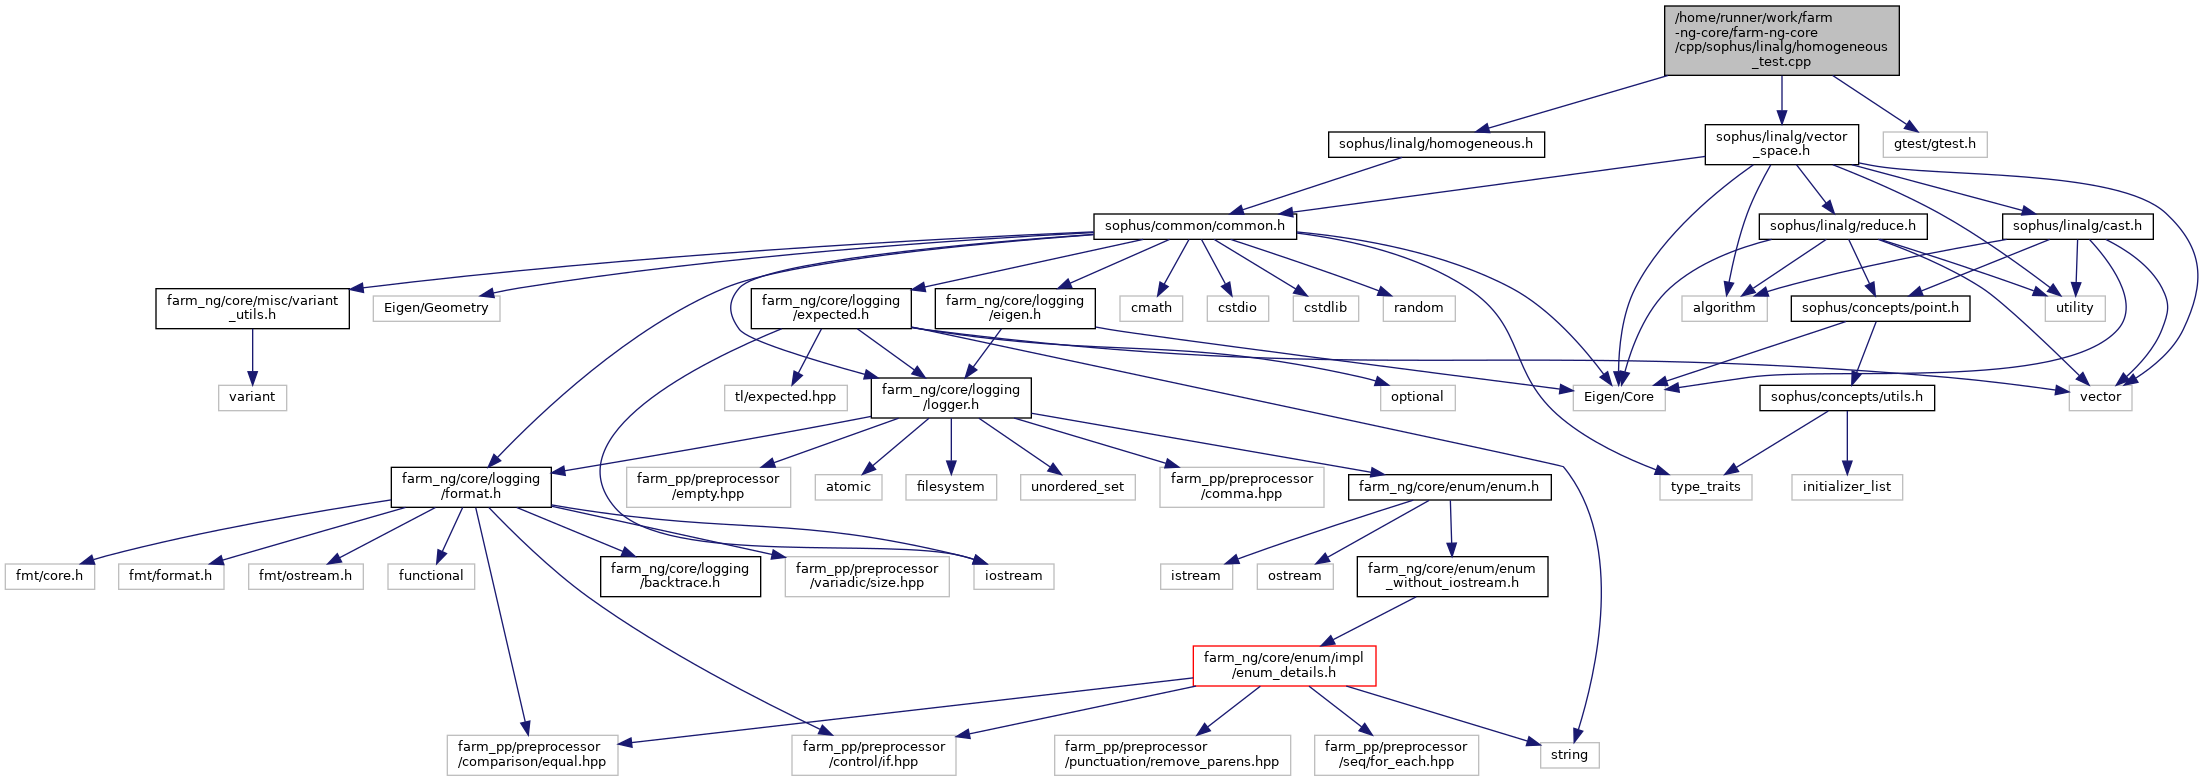 /home/runner/work/farm
-ng-core/farm-ng-core
/cpp/sophus/linalg/homogeneous
_test.cpp
sophus/linalg/homogeneous.h
sophus/linalg/vector
_space.h
gtest/gtest.h
sophus/common/common.h
sophus/linalg/reduce.h
sophus/linalg/cast.h
farm_ng/core/misc/variant
_utils.h
Eigen/Geometry
farm_ng/core/logging
/expected.h
farm_ng/core/logging
/eigen.h
cmath
cstdio
cstdlib
random
algorithm
sophus/concepts/point.h
utility
variant
tl/expected.hpp
farm_ng/core/logging
/logger.h
optional
Eigen/Core
sophus/concepts/utils.h
vector
farm_ng/core/logging
/format.h
farm_pp/preprocessor
/empty.hpp
atomic
filesystem
unordered_set
farm_pp/preprocessor
/comma.hpp
farm_ng/core/enum/enum.h
type_traits
initializer_list
fmt/core.h
fmt/format.h
fmt/ostream.h
functional
farm_ng/core/logging
/backtrace.h
farm_pp/preprocessor
/variadic/size.hpp
iostream
istream
ostream
farm_ng/core/enum/enum
_without_iostream.h
farm_ng/core/enum/impl
/enum_details.h
farm_pp/preprocessor
/comparison/equal.hpp
farm_pp/preprocessor
/control/if.hpp
farm_pp/preprocessor
/punctuation/remove_parens.hpp
farm_pp/preprocessor
/seq/for_each.hpp
string